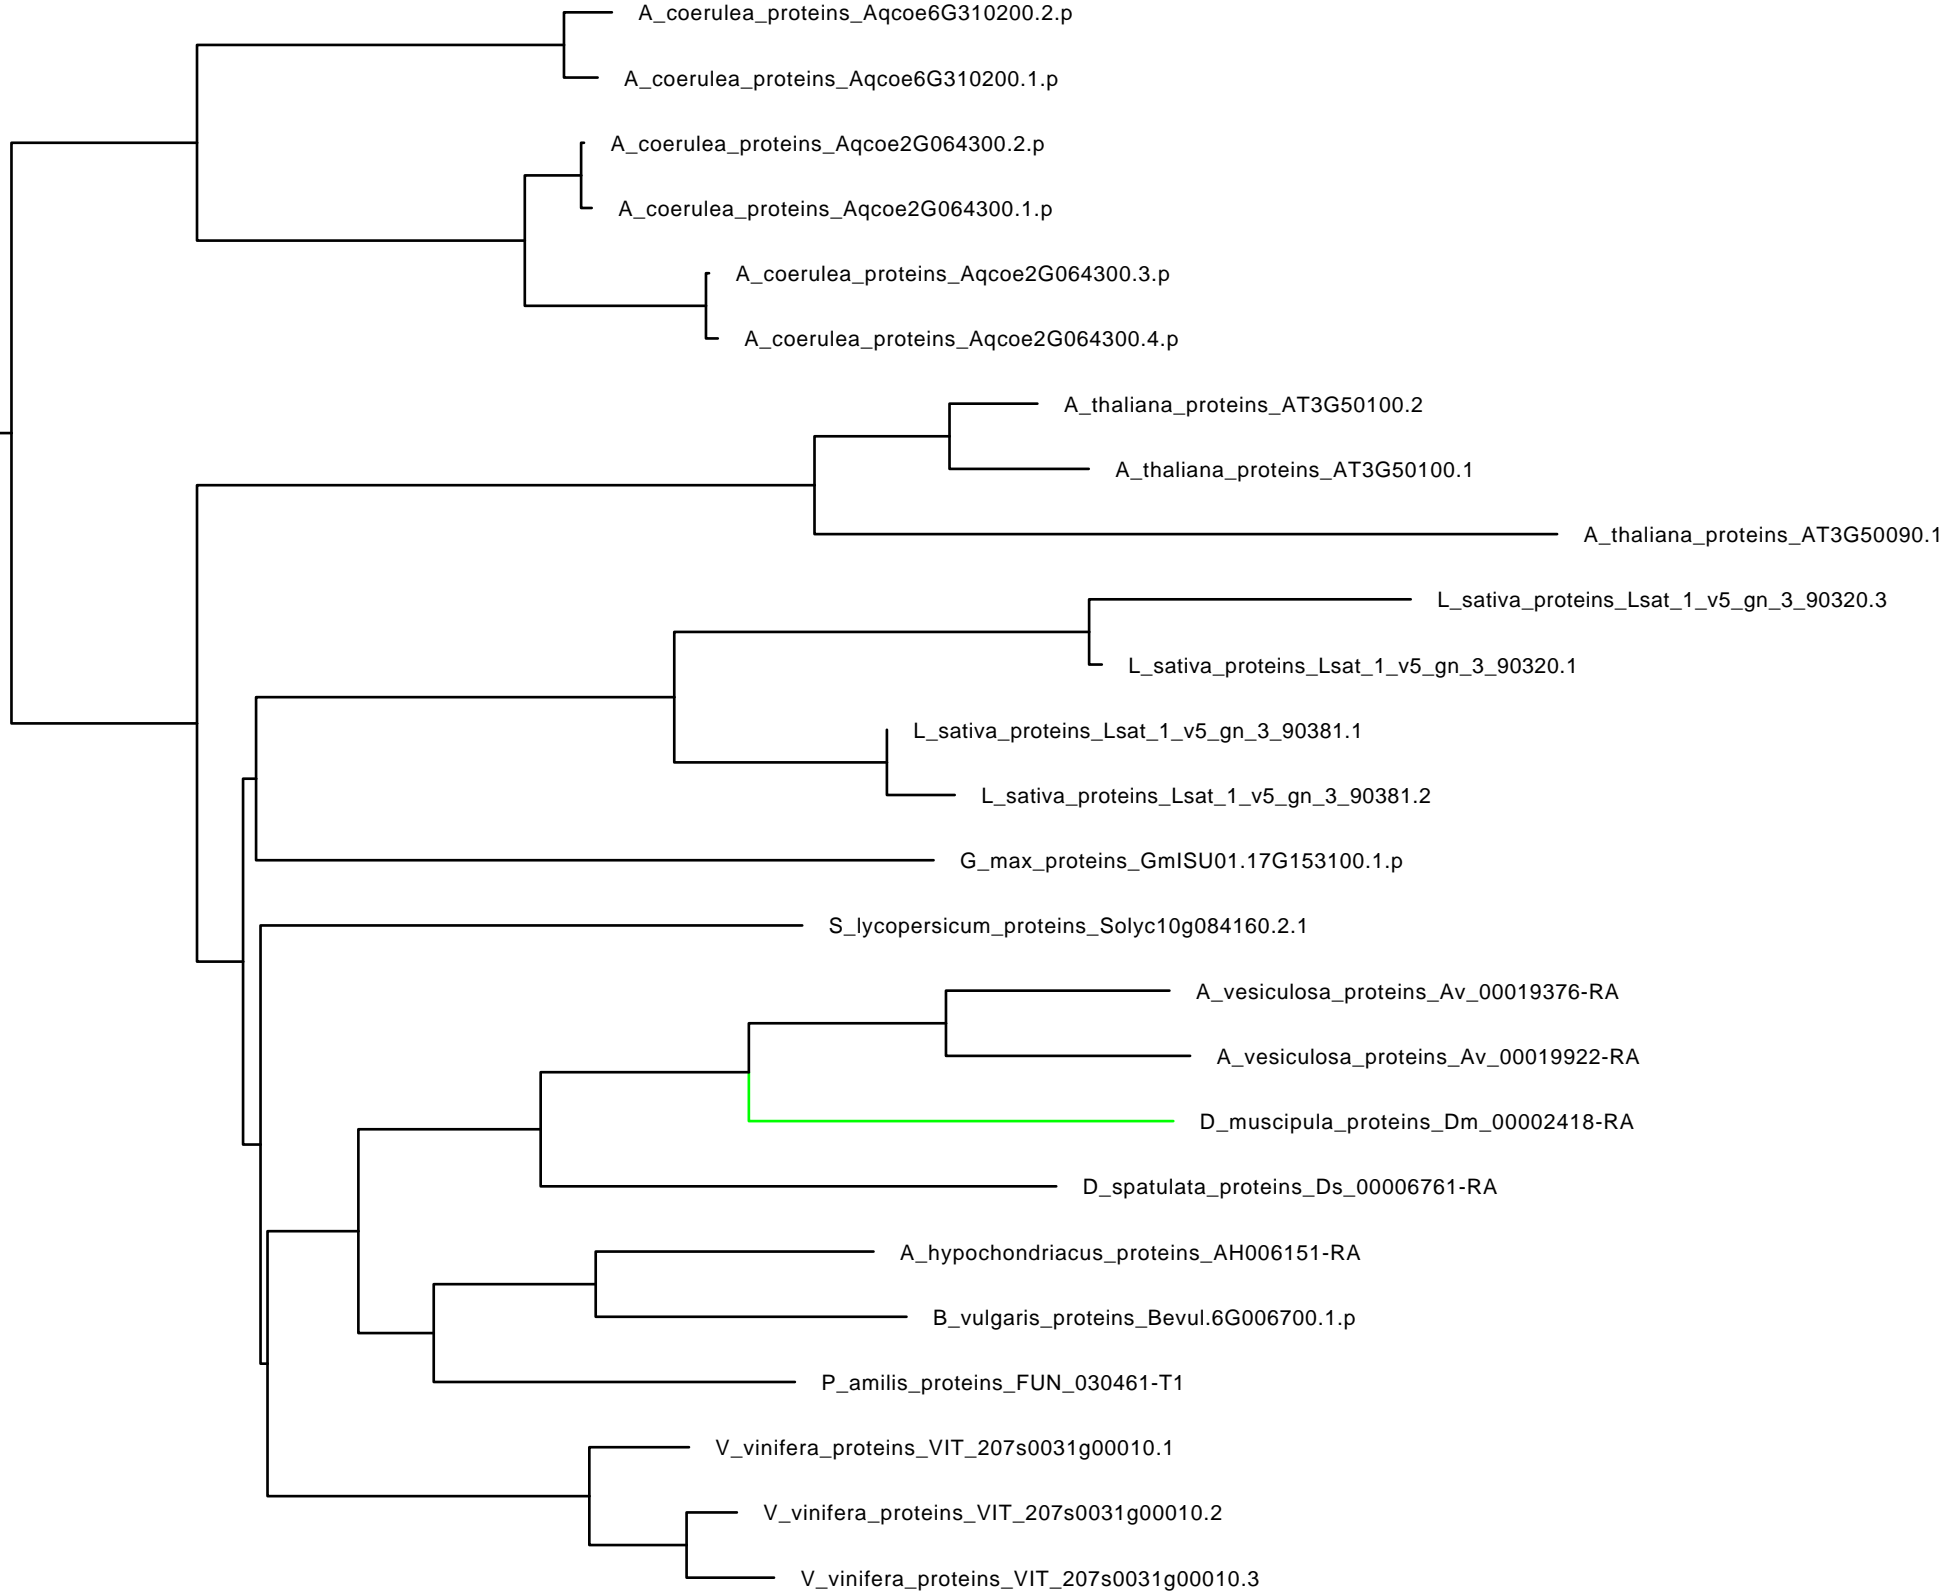 A_coerulea_proteins_Aqcoe6G310200.2.p
A_coerulea_proteins_Aqcoe6G310200.1.p
A_coerulea_proteins_Aqcoe2G064300.2.p
A_coerulea_proteins_Aqcoe2G064300.1.p
A_coerulea_proteins_Aqcoe2G064300.3.p
A_coerulea_proteins_Aqcoe2G064300.4.p
A_thaliana_proteins_AT3G50100.2
A_thaliana_proteins_AT3G50100.1
A_thaliana_proteins_AT3G50090.1
L_sativa_proteins_Lsat_1_v5_gn_3_90320.3
L_sativa_proteins_Lsat_1_v5_gn_3_90320.1
L_sativa_proteins_Lsat_1_v5_gn_3_90381.1
L_sativa_proteins_Lsat_1_v5_gn_3_90381.2
G_max_proteins_GmISU01.17G153100.1.p
S_lycopersicum_proteins_Solyc10g084160.2.1
A_vesiculosa_proteins_Av_00019376-RA
A_vesiculosa_proteins_Av_00019922-RA
D_muscipula_proteins_Dm_00002418-RA
D_spatulata_proteins_Ds_00006761-RA
A_hypochondriacus_proteins_AH006151-RA
B_vulgaris_proteins_Bevul.6G006700.1.p
P_amilis_proteins_FUN_030461-T1
V_vinifera_proteins_VIT_207s0031g00010.1
V_vinifera_proteins_VIT_207s0031g00010.2
V_vinifera_proteins_VIT_207s0031g00010.3